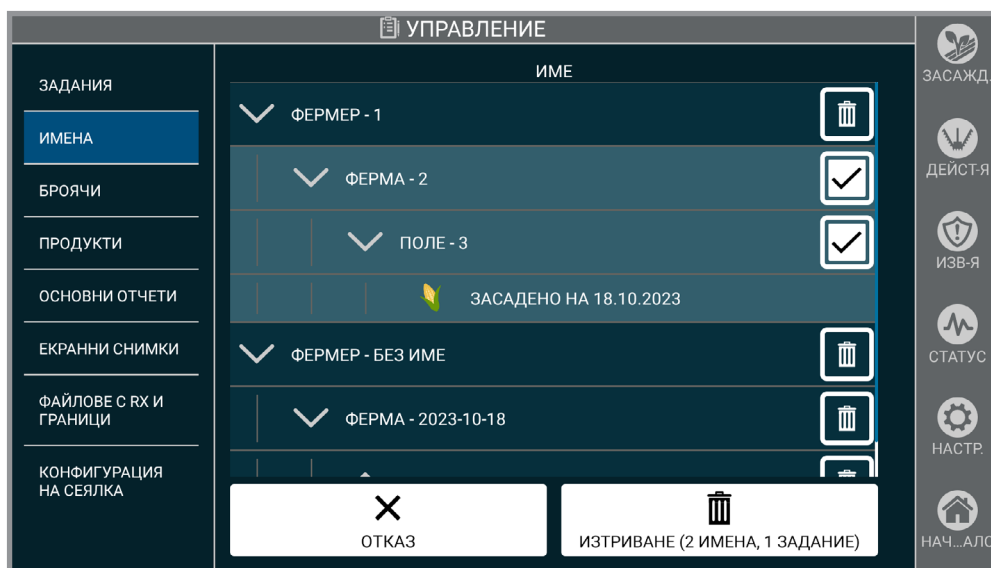 УПРАВЛЕНИЕ
ЗАДАНИЯ
ИМЕНА
БРОЯЧИ
ПРОДУКТИ
ОСНОВНИ ОТЧЕТИ
ЕКРАННИ СНИМКИ
ФАЙЛОВЕ С RX И
ГРАНИЦИ
КОНФИГУРАЦИЯ
НА СЕЯЛКА
ИМЕ
ФЕРМЕР - 1
ФЕРМА - 2
ПОЛЕ - 3
ЗАСАДЕНО НА 18.10.2023
ФЕРМЕР - БЕЗ ИМЕ
ФЕРМА - 2023-10-18
ОТКАЗ
ИЗТРИВАНЕ (2 ИМЕНА, 1 ЗАДАНИЕ)
ЗАСАЖД.
ДЕЙСТ-Я
ИЗВ-Я
СТАТУС
НАСТР.
НАЧ...АЛО